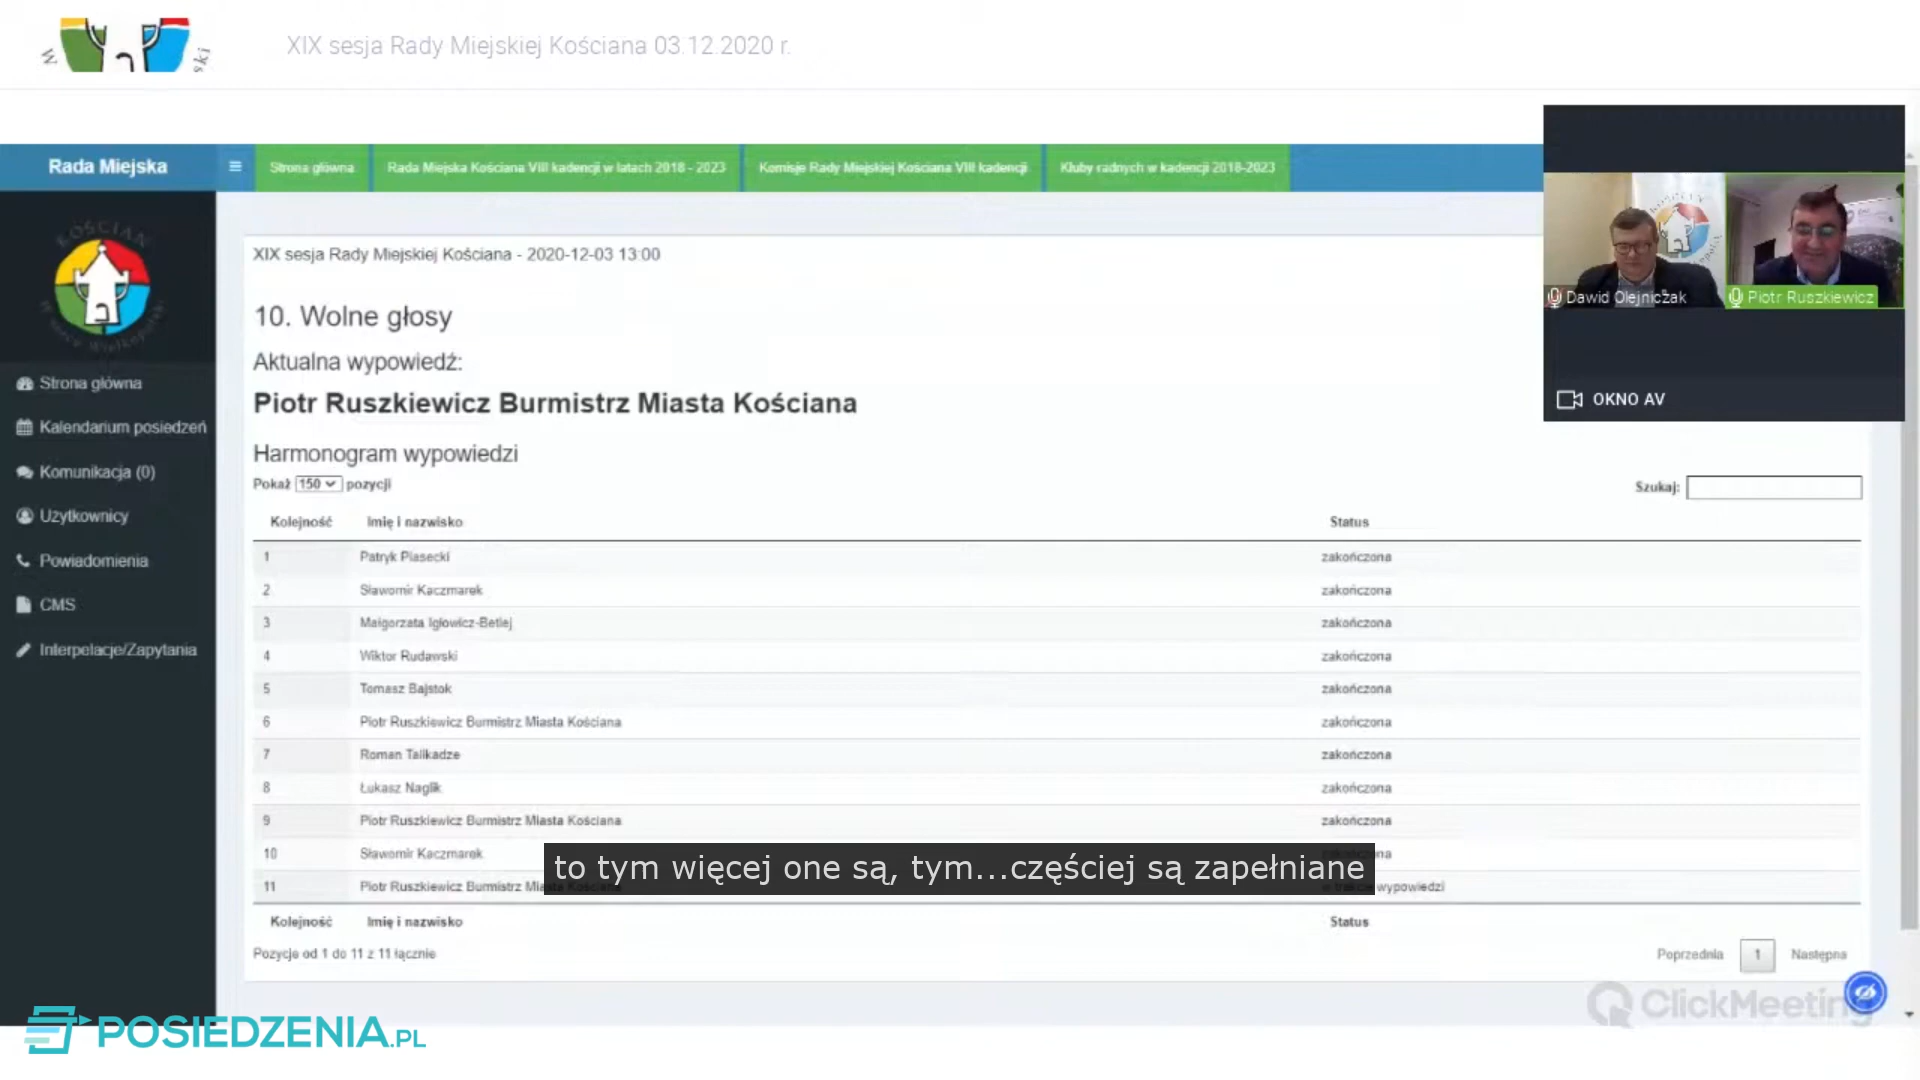 XIX sesja Rady Miejskiej Kościana 03.12.2020 r.
Rada Miejska
Strona główna
Rada Miejska Kościana VIII kadencji w latach 2018 - 2023
Komisje Rady Miejskiej Kościana VIII kadencji
Kluby radnych w kadencji 2018-2023
KOŚCIAN
Strona główna
Kalendarium posiedzeń
Komunikacja (0)
Użytkownicy
Powiadomienia
CMS
Interpelacje/Zapytania
XIX sesja Rady Miejskiej Kościana - 2020-12-03 13:00
10. Wolne głosy
Aktualna wypowiedź:
Piotr Ruszkiewicz Burmistrz Miasta Kościana
Harmonogram wypowiedzi
Pokaż 150 pozycji
Szukaj:
Kolejność Imię i nazwisko Status
1 Patryk Piasecki zakończona
2 Sławomir Kaczmarek zakończona
3 Małgorzata Igłowicz-Betlej zakończona
4 Wiktor Rudawski zakończona
5 Tomasz Bajstok zakończona
6 Piotr Ruszkiewicz Burmistrz Miasta Kościana zakończona
7 Roman Talikadze zakończona
8 Łukasz Naglik zakończona
9 Piotr Ruszkiewicz Burmistrz Miasta Kościana zakończona
10 Sławomir Kaczmarek
11 Piotr Ruszkiewicz Burmistrz wypowiedzi
to tym więcej one są, tym...częściej są zapełniane
Kolejność Imię i nazwisko Status
Pozycje od 1 do 11 z 11 łącznie
Poprzednia 1 Następna
Dawid Olejniczak
Piotr Ruszkiewicz
OKNO AV
ClickMeeting
POSIEDZENIA.PL